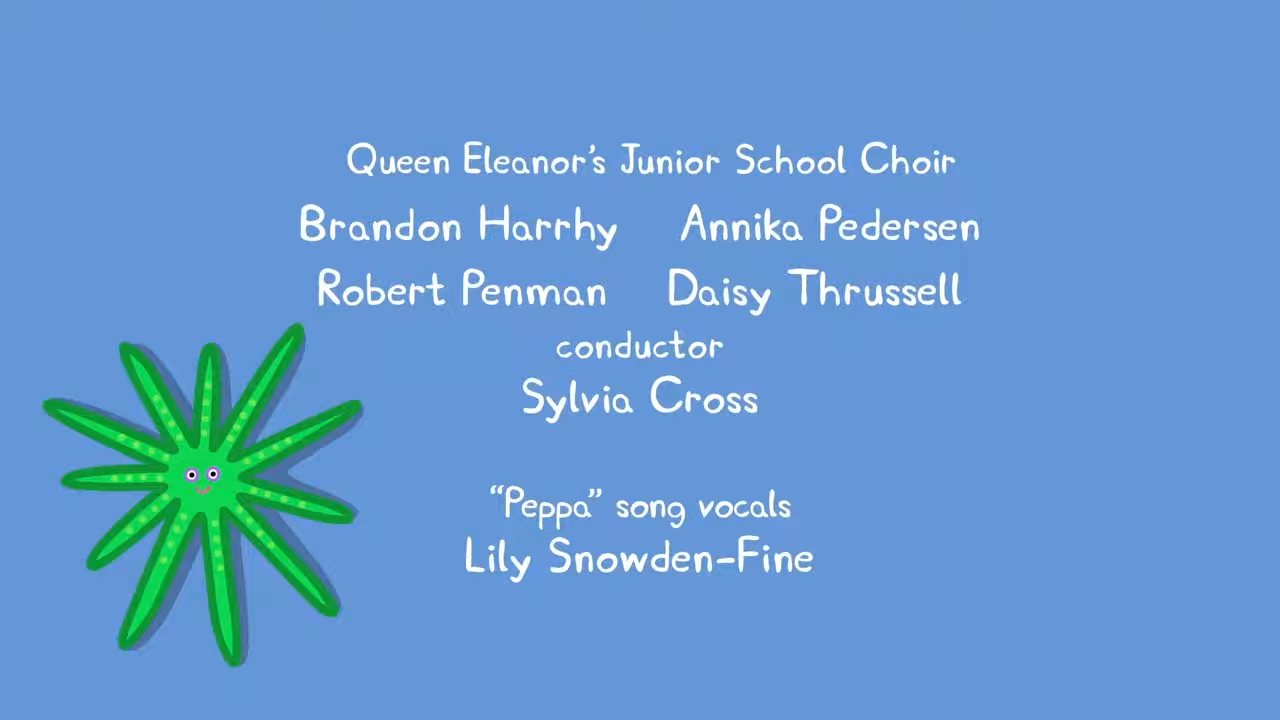 Queen Eleanor's Junior School Choir
Brandon Harrhy Annika Pedersen
Robert Penman Daisy Thrussell
conductor
Sylvia Cross
“Peppa” song vocals
Lily Snowden-Fine